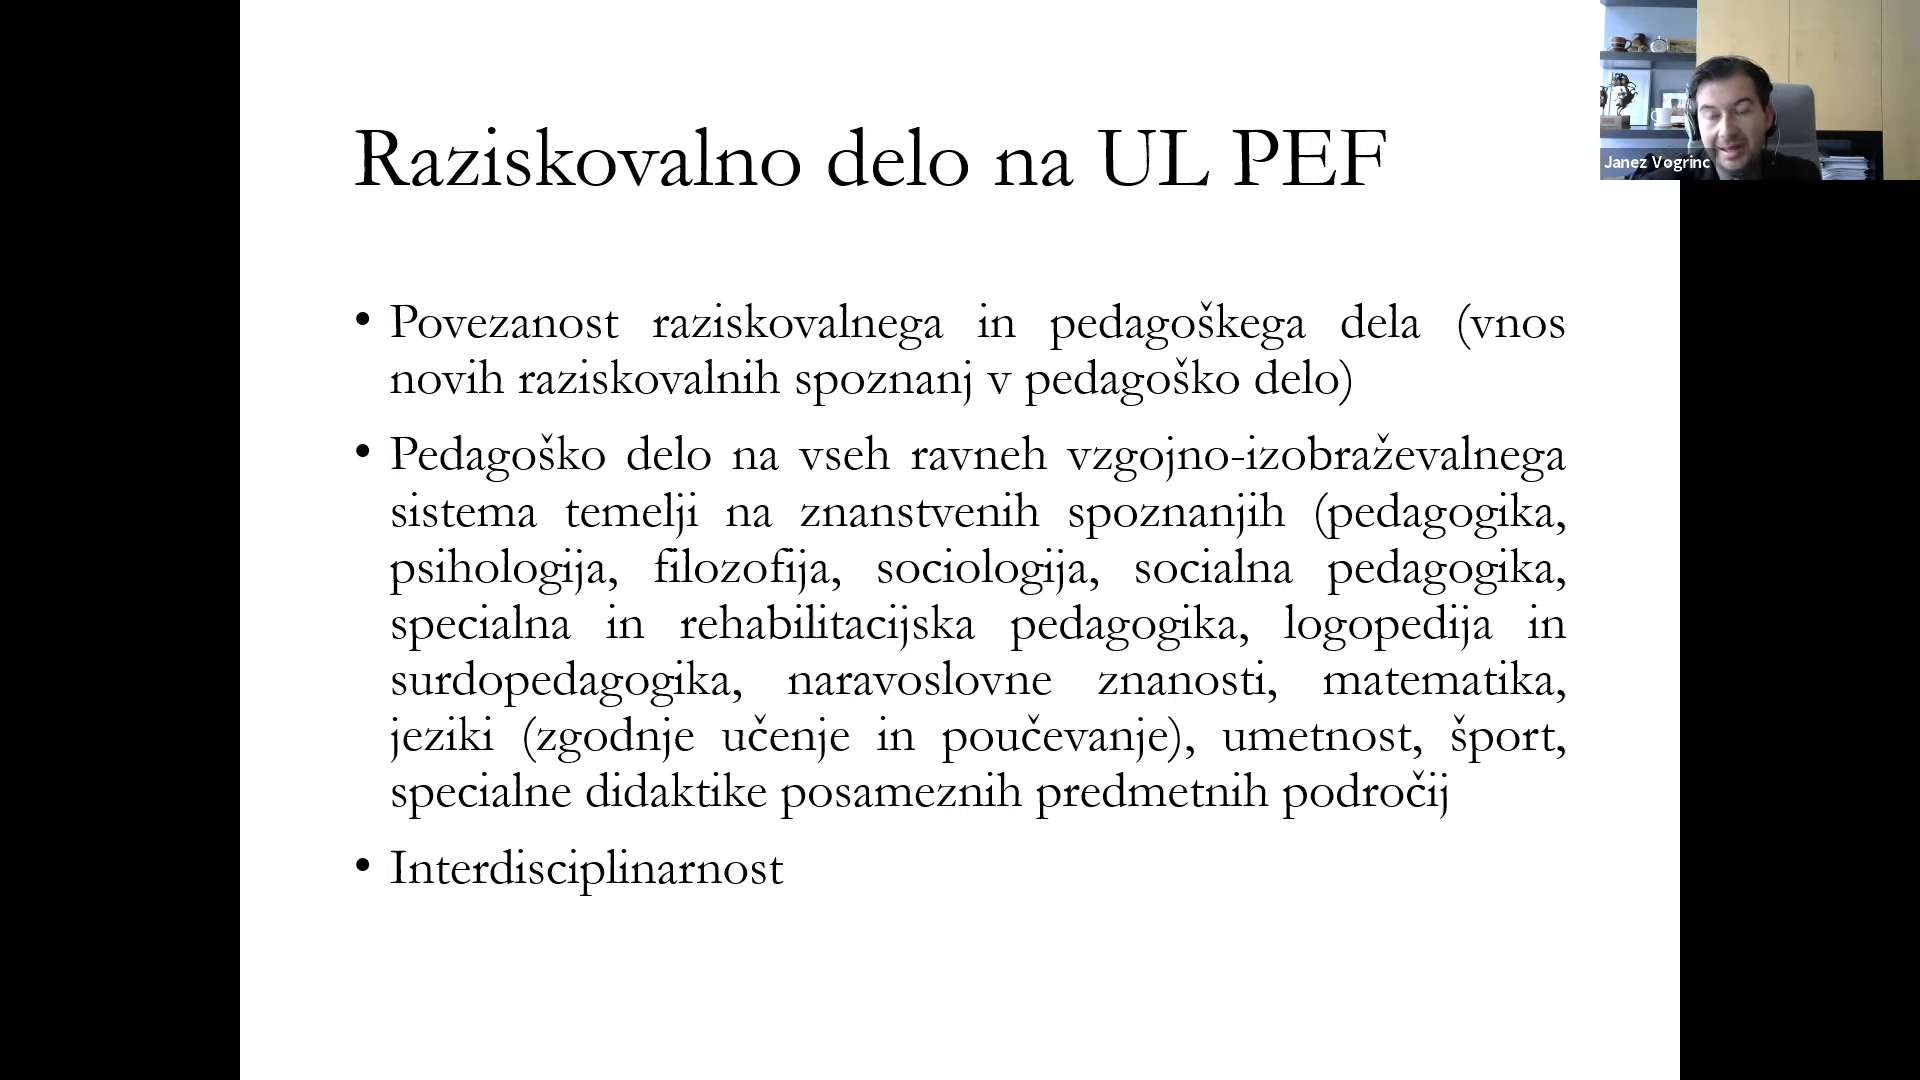 Raziskovalno delo na UL PEF
Janez Vogrinc
• Povezanost raziskovalnega in pedagoškega dela (vnos
novih raziskovalnih spoznanj v pedagoško delo)
• Pedagoško delo na vseh ravneh vzgojno-izobraževalnega
sistema temelji na znanstvenih spoznanjih (pedagogika,
psihologija, filozofija, sociologija, socialna pedagogika,
specialna in rehabilitacijska pedagogika, logopedija in
surdopedagogika, naravoslovne znanosti, matematika,
jeziki (zgodnje učenje in poučevanje), umetnost, šport,
specialne didaktike posameznih predmetnih področij
• Interdisciplinarnost